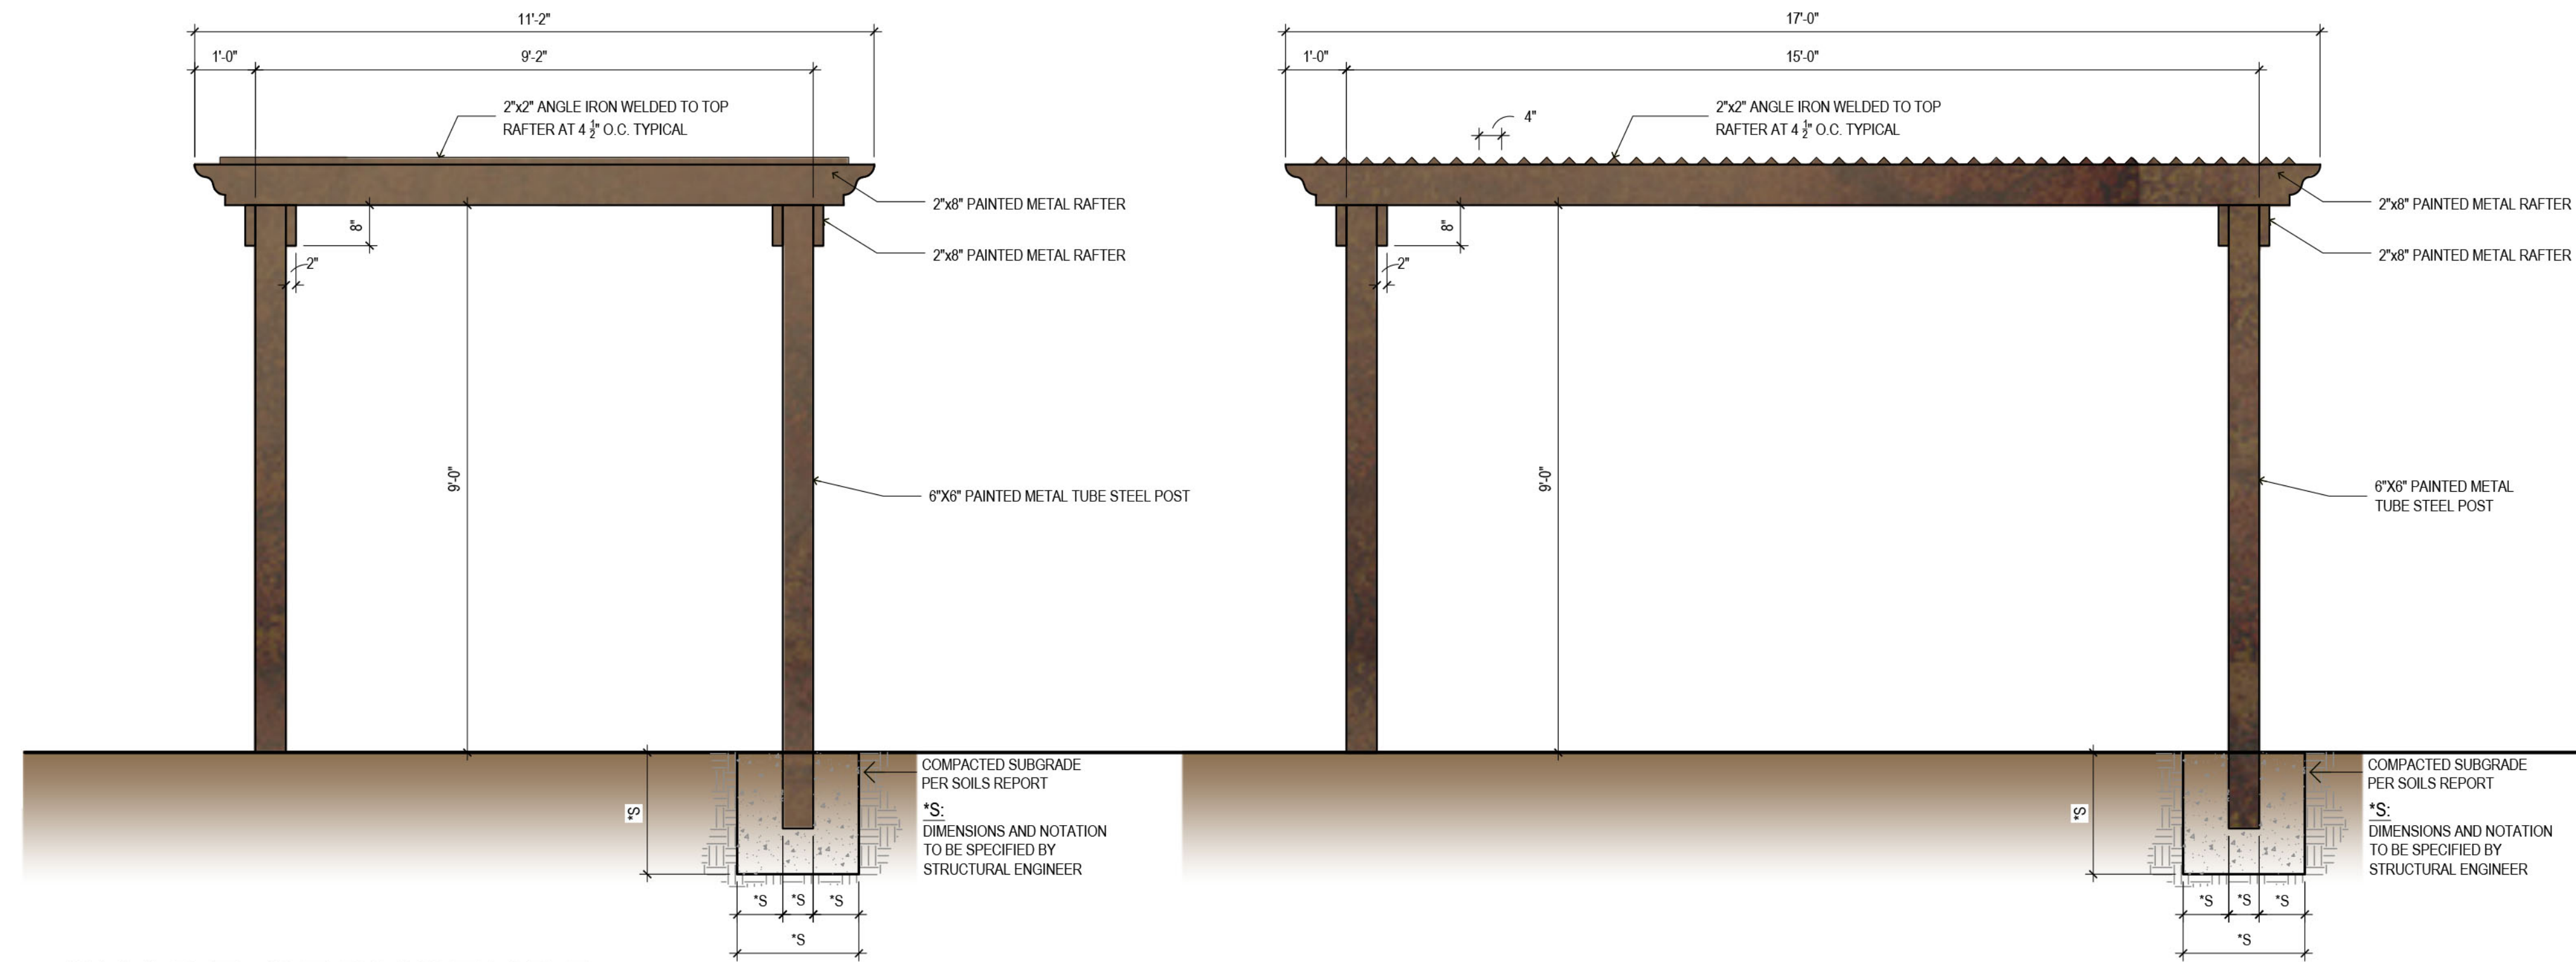 11'-2"
1'-0"
9'-2"
2"x2" ANGLE IRON WELDED TO TOP
RAFTER AT 4 ½" O.C. TYPICAL
2"x8" PAINTED METAL RAFTER
8"
2"x8" PAINTED METAL RAFTER
2"
9'-0"
6"X6" PAINTED METAL TUBE STEEL POST
COMPACTED SUBGRADE
PER SOILS REPORT
*S
*S:
DIMENSIONS AND NOTATION
TO BE SPECIFIED BY
STRUCTURAL ENGINEER
*S *S *S
*S
17'-0"
1'-0"
15'-0"
2"x2" ANGLE IRON WELDED TO TOP
RAFTER AT 4 ½" O.C. TYPICAL
4"
2"x8" PAINTED METAL RAFTER
8"
2"x8" PAINTED METAL RAFTER
2"
9'-0"
6"X6" PAINTED METAL
TUBE STEEL POST
COMPACTED SUBGRADE
PER SOILS REPORT
*S
*S:
DIMENSIONS AND NOTATION
TO BE SPECIFIED BY
STRUCTURAL ENGINEER
*S *S *S
*S